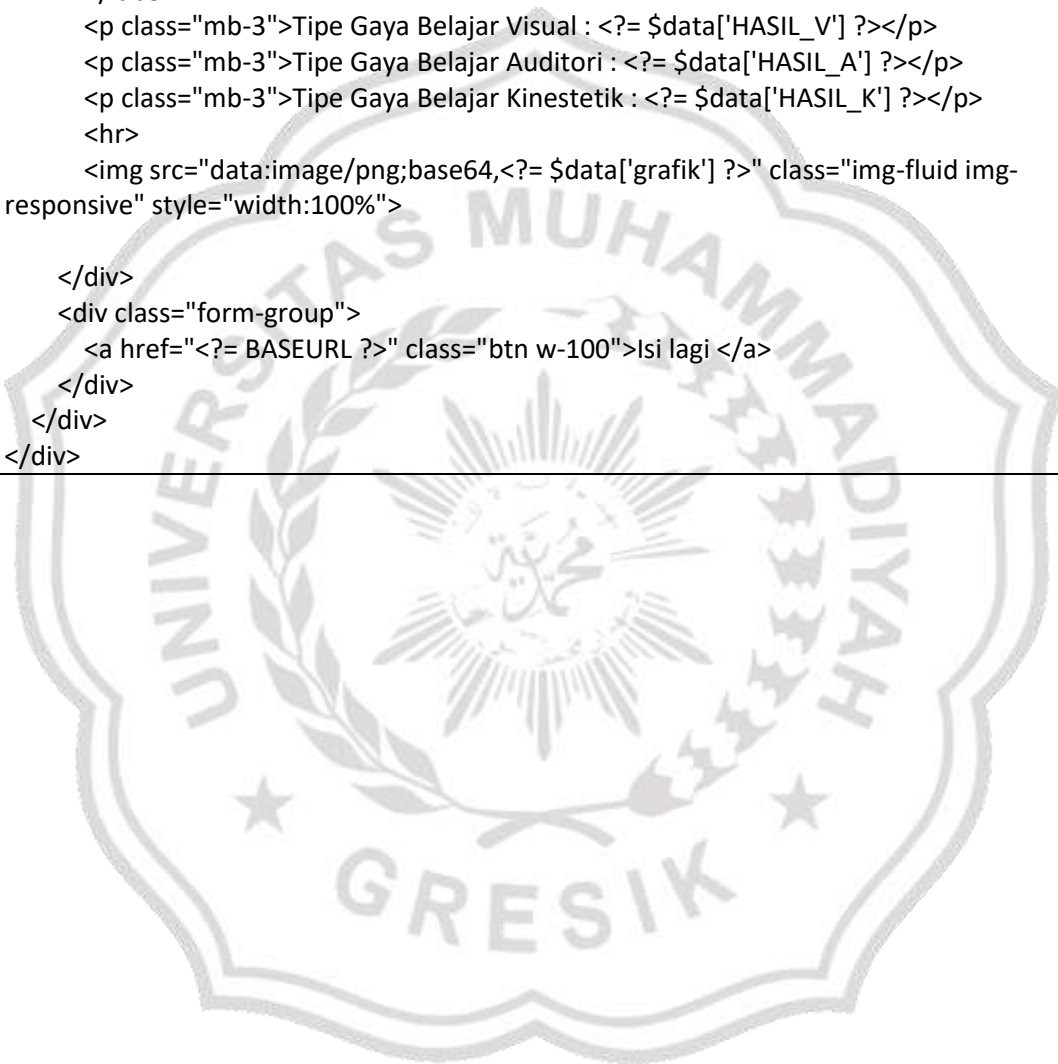 <p class="mb-3">Tipe Gaya Belajar Visual : <?= $data['HASIL_V'] ?></p>
<p class="mb-3">Tipe Gaya Belajar Auditori : <?= $data['HASIL_A'] ?></p>
<p class="mb-3">Tipe Gaya Belajar Kinestetik : <?= $data['HASIL_K'] ?></p>
<hr>
<img src="data:image/png;base64,<?= $data['grafik'] ?>" class="img-fluid img-
responsive" style="width:100%">
</div>
<div class="form-group">
<a href="<?= BASEURL ?>" class="btn w-100">Isi lagi </a>
</div>
</div>
</div>
UNIVERSITAS MUHAMMADIYAH
GRESIK